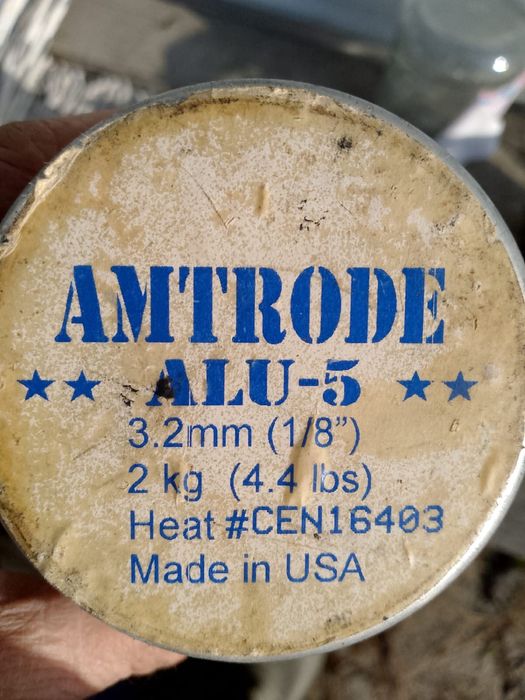 AMTRODE
★★ ALU-5 ★★
3.2mm (1/8”)
2 kg (4.4 lbs)
Heat #CEN16403
Made in USA